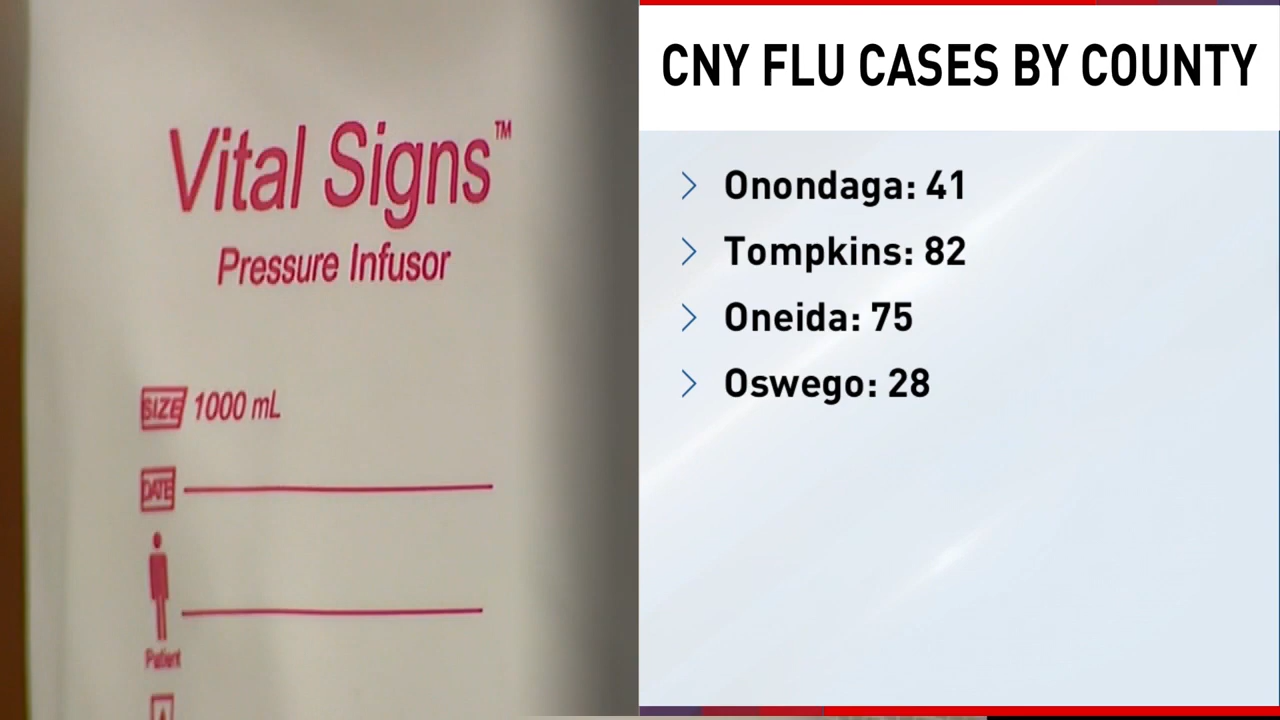 Vital Signs™
Pressure Infusor
SIZE 1000 mL
DATE
Patient
CNY FLU CASES BY COUNTY
Onondaga: 41
Tompkins: 82
Oneida: 75
Oswego: 28